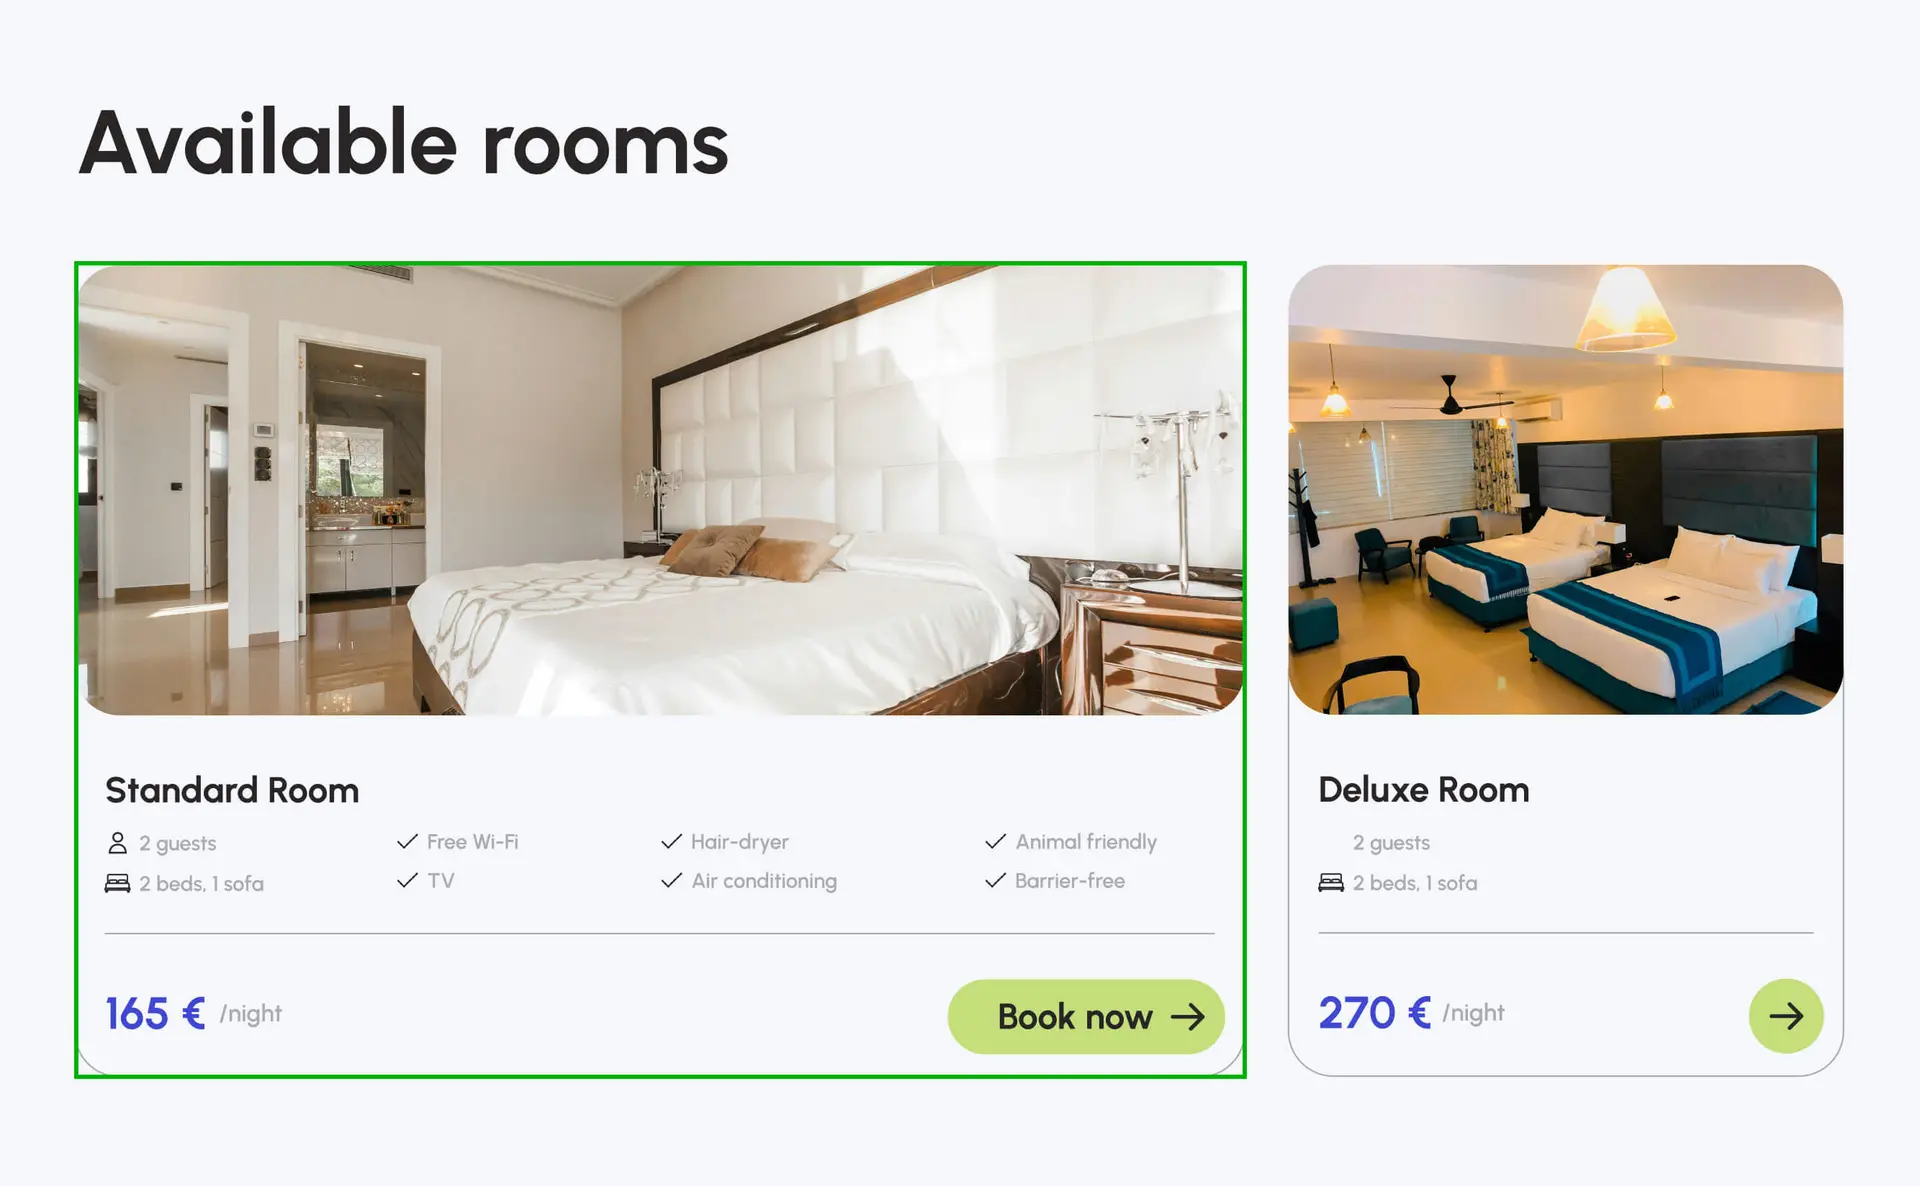 Available rooms
Standard Room
2 guests
Free Wi-Fi
Hair-dryer
Animal friendly
2 beds, 1 sofa
TV
Air conditioning
Barrier-free
165 € /night
Book now
Deluxe Room
2 guests
2 beds, 1 sofa
270 € /night